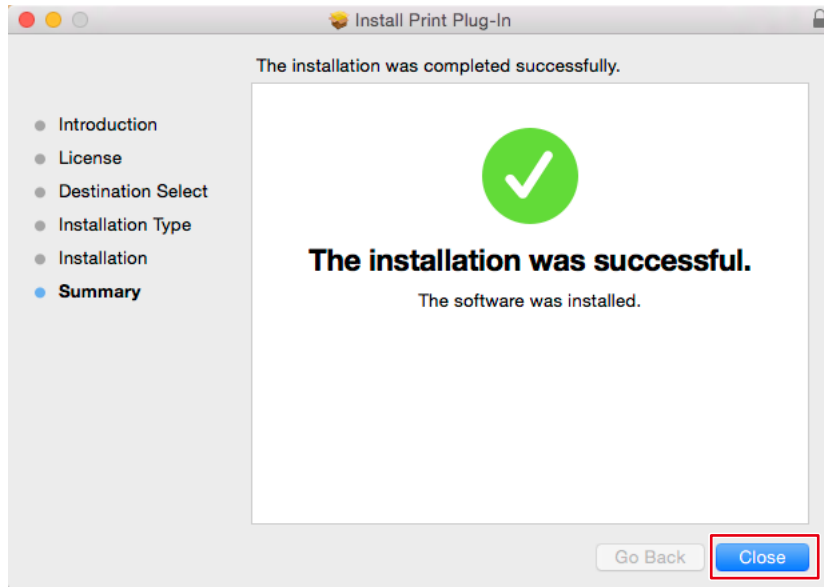 Install Print Plug-In
The installation was completed successfully.
Introduction
License
Destination Select
Installation Type
Installation
Summary
The installation was successful.
The software was installed.
Go Back
Close